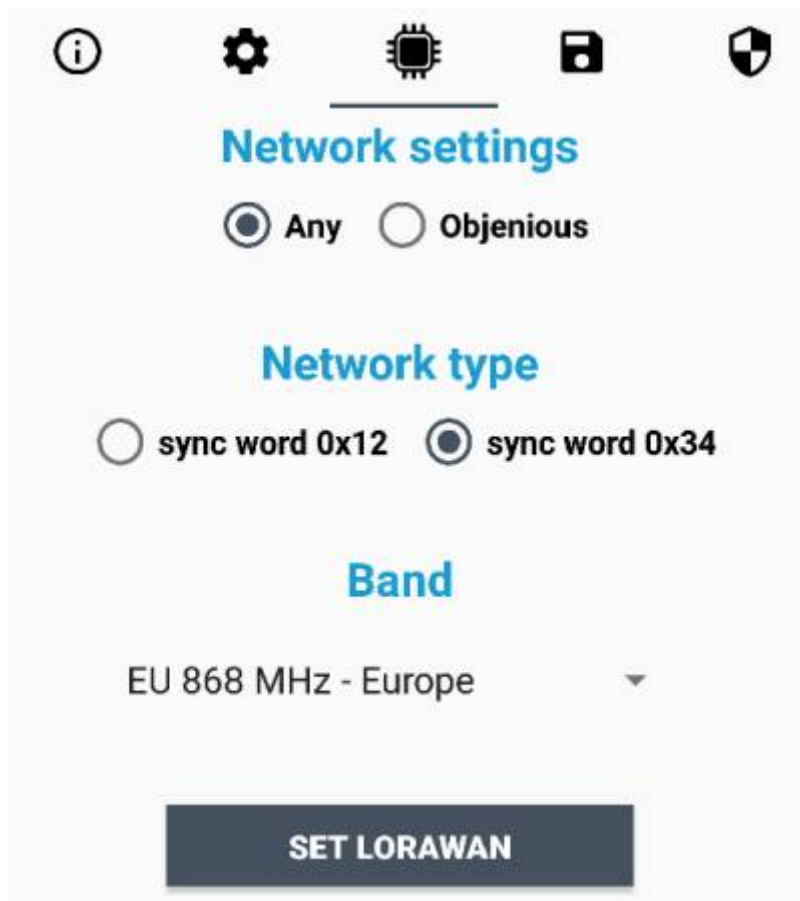 Network settings
Any Objenious
Network type
sync word 0x12 sync word 0x34
Band
EU 868 MHz - Europe
SET LORAWAN